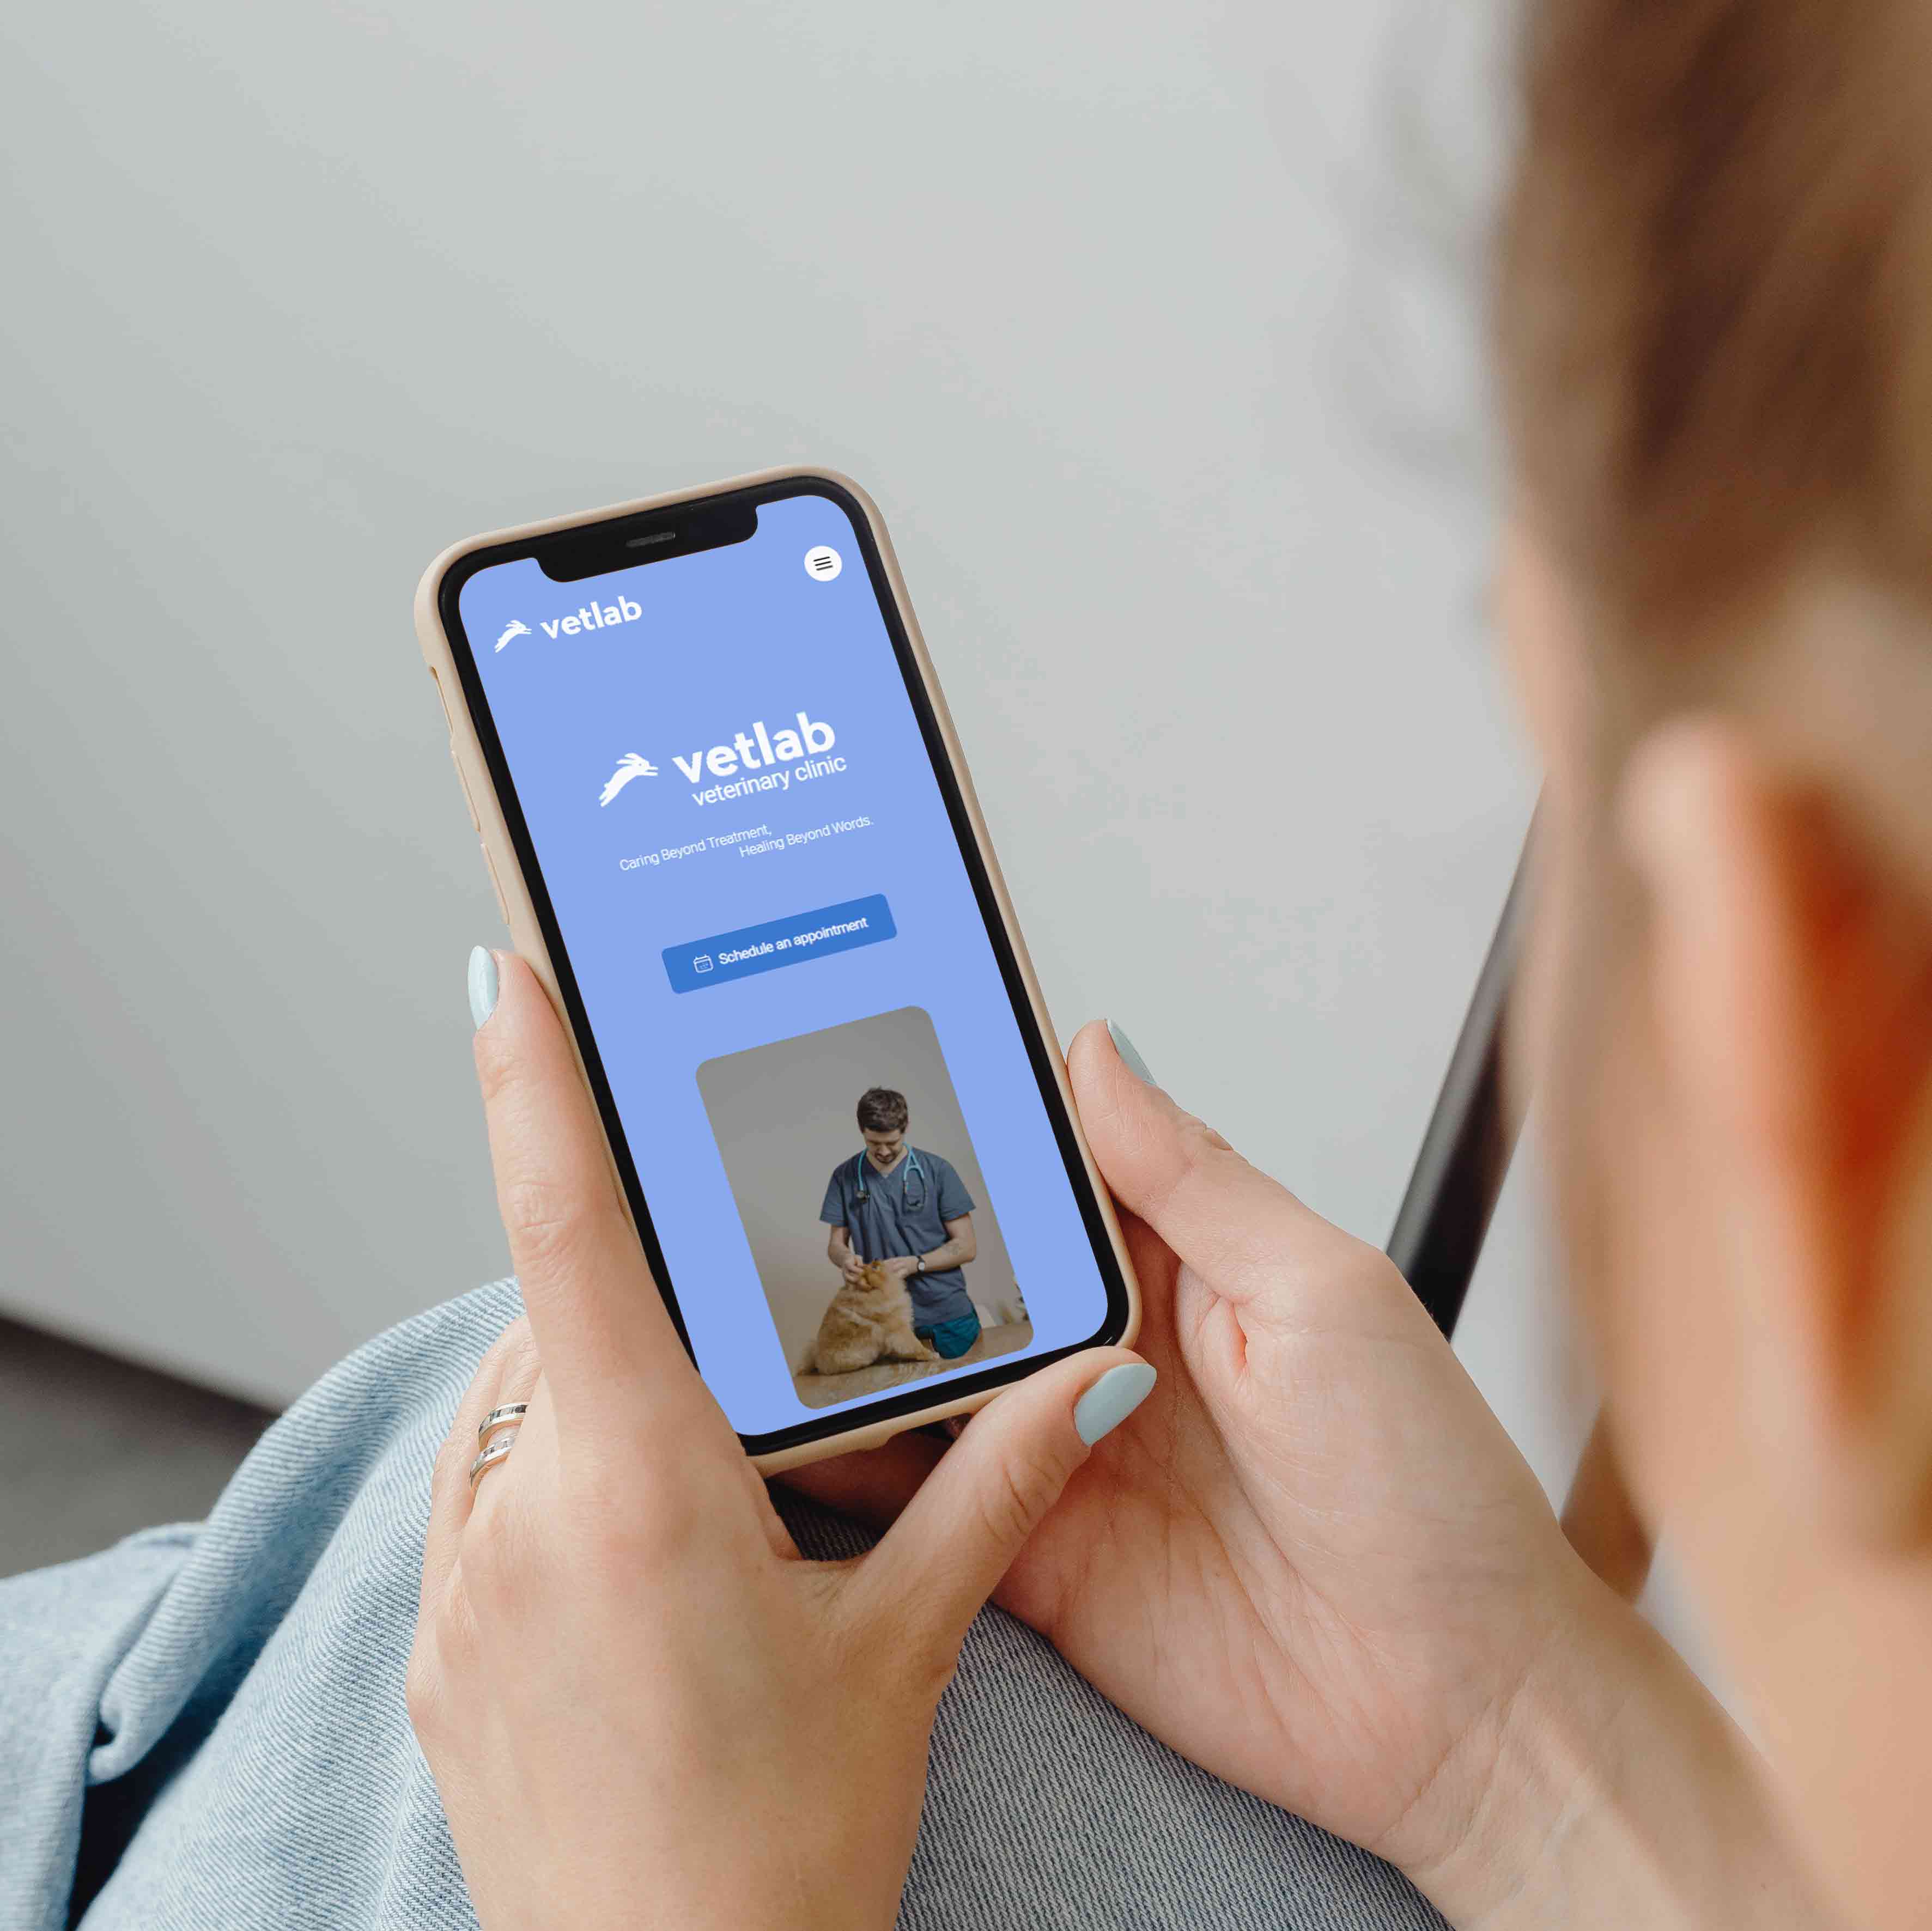 vetlab
vetlab
veterinary clinic
Caring Beyond Treatment,
Healing Beyond Words.
Schedule an appointment